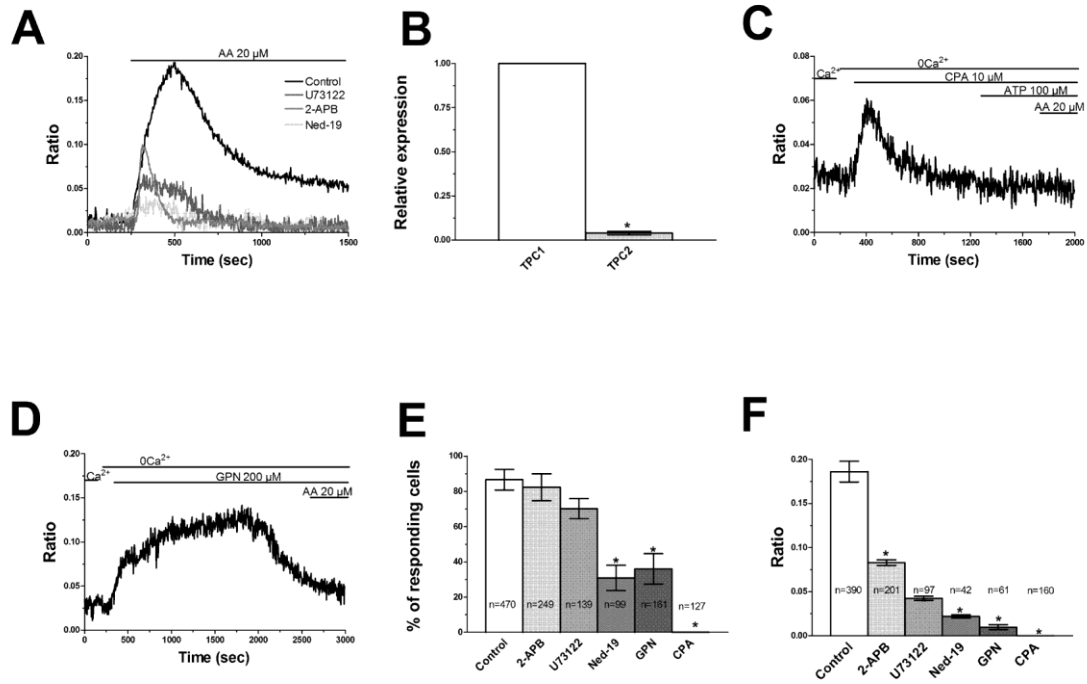 A
AA 20 µM
Control
U73122
2-APB
Ned-19
0.20
0.15
0.10
0.05
0.00
Ratio
0
500
1000
1500
Time (sec)
B
1.00
0.75
0.50
0.25
0.00
Relative expression
*
TPC1
TPC2
C
0Ca²⁺
Ca²⁺
CPA 10 µM
ATP 100 µM
AA 20 µM
0.10
0.08
0.06
0.04
0.02
0.00
Ratio
0
400
800
1200
1600
2000
Time (sec)
D
0Ca²⁺
Ca²⁺
GPN 200 µM
AA 20 µM
0.20
0.15
0.10
0.05
0.00
Ratio
0
500
1000
1500
2000
2500
3000
Time (sec)
E
100
80
60
40
20
0
% of responding cells
* *
n=470 n=249 n=139 n=99 n=161 n=127
*
Control
2-APB
U73122
Ned-19
GPN
CPA
F
0.20
0.15
0.10
0.05
0.00
Ratio
*
n=390 n=201 n=97 n=42 n=61 n=160
* * *
Control
2-APB
U73122
Ned-19
GPN
CPA